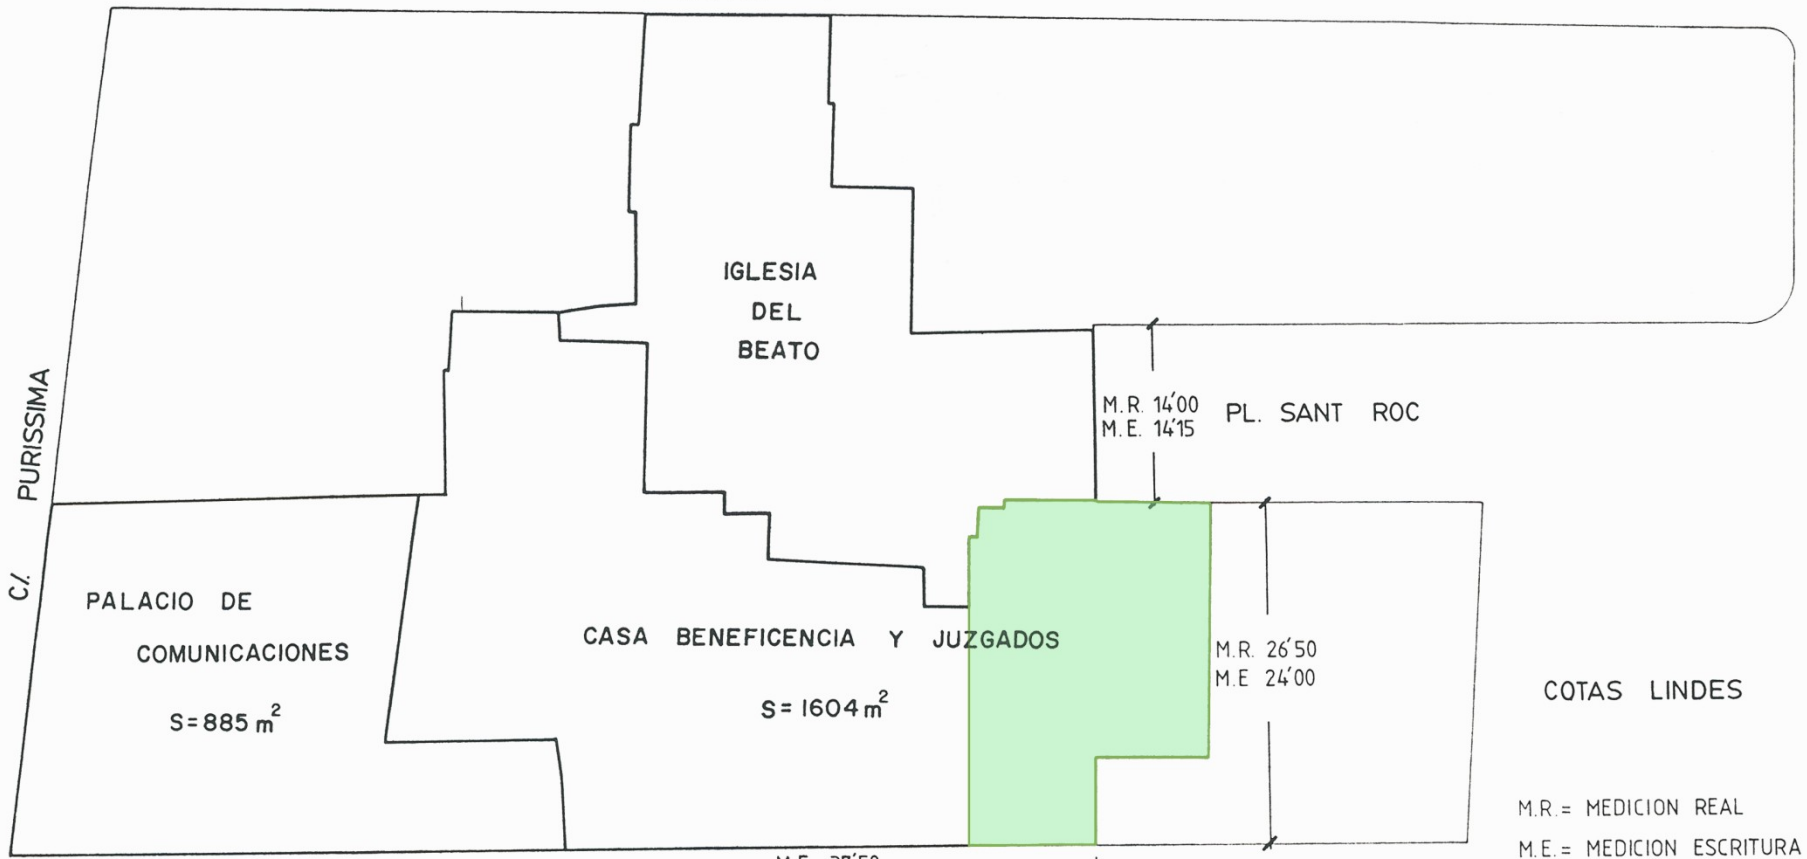 IGLESIA
DEL
BEATO
C/. PURISSIMA
M.R. 14'00
M.E. 14'15
PL. SANT ROC
PALACIO DE
COMUNICACIONES
S=885 m²
CASA BENEFICENCIA Y JUZGADOS
S=1604 m²
M.R. 26'50
M.E 24'00
COTAS LINDES
M.R.= MEDICION REAL
M.E.= MEDICION ESCRITURA